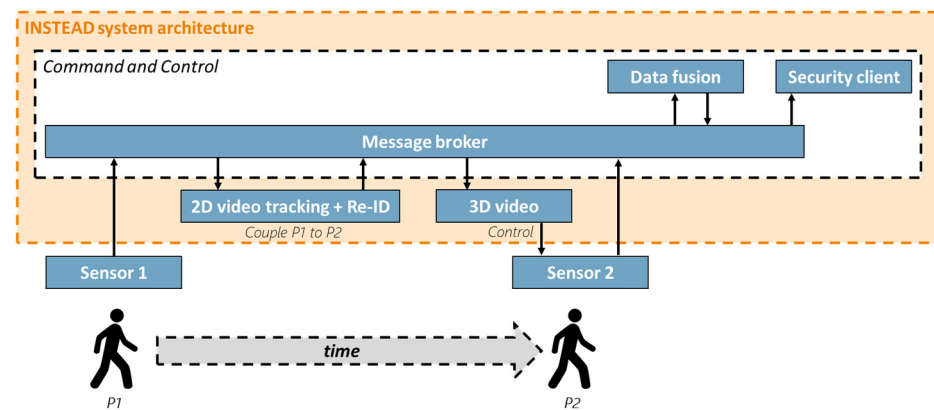 INSTEAD system architecture
Command and Control
Data fusion
Security client
Message broker
2D video tracking + Re-ID
3D video
Couple P1 to P2
Control
Sensor 1
Sensor 2
time
P1
P2